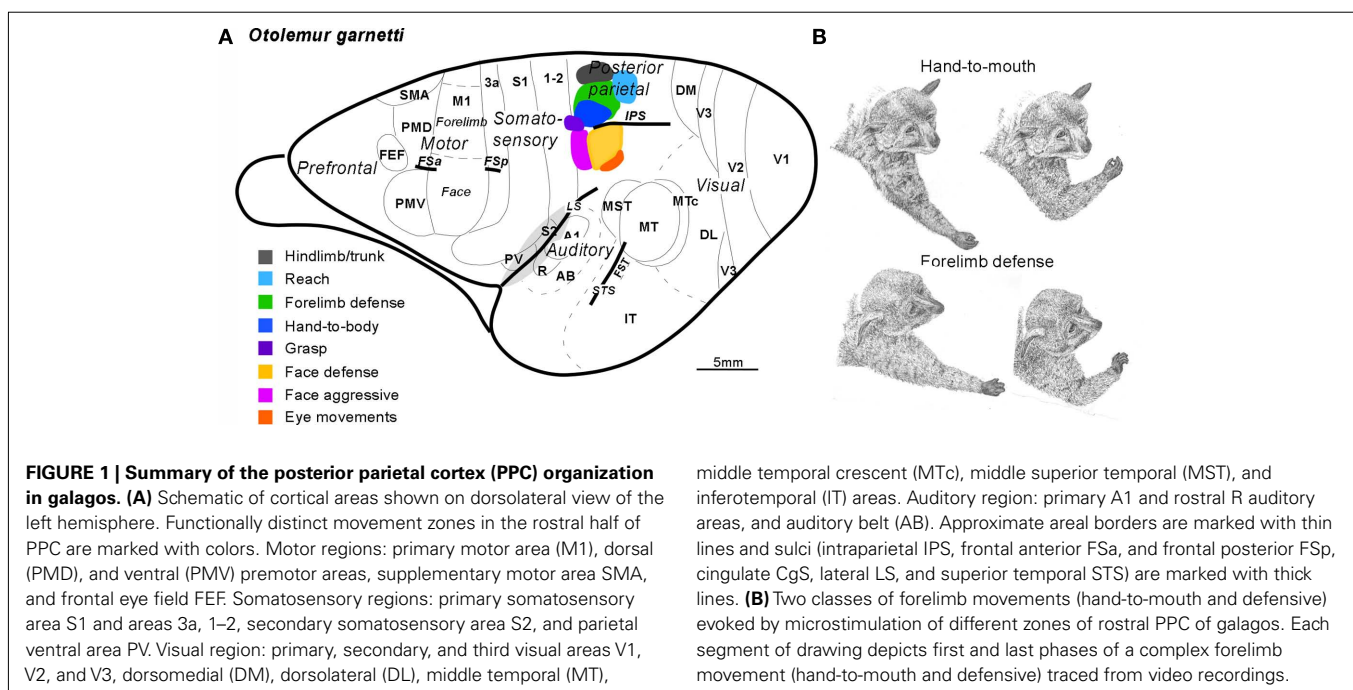 A Otolemur garnetti
B
Hand-to-mouth
Forelimb defense
SMA
M1
3a
S1
1-2
Posterior
parietal
DM
V3
PMD
Forelimb
Motor
Somato-
sensory
IPS
FEF
FSa
FSp
Prefrontal
PMV
Face
V2
V1
Visual
LS
MST
MTc
MT
S2
A1
Auditory
DL
PV
R
AB
FST
STS
V3
IT
5mm
Hindlimb/trunk
Reach
Forelimb defense
Hand-to-body
Grasp
Face defense
Face aggressive
Eye movements
FIGURE 1 | Summary of the posterior parietal cortex (PPC) organization
in galagos. (A) Schematic of cortical areas shown on dorsolateral view of the
left hemisphere. Functionally distinct movement zones in the rostral half of
PPC are marked with colors. Motor regions: primary motor area (M1), dorsal
(PMD), and ventral (PMV) premotor areas, supplementary motor area SMA,
and frontal eye field FEF. Somatosensory regions: primary somatosensory
area S1 and areas 3a, 1–2, secondary somatosensory area S2, and parietal
ventral area PV. Visual region: primary, secondary, and third visual areas V1,
V2, and V3, dorsomedial (DM), dorsolateral (DL), middle temporal (MT),
middle temporal crescent (MTc), middle superior temporal (MST), and
inferotemporal (IT) areas. Auditory region: primary A1 and rostral R auditory
areas, and auditory belt (AB). Approximate areal borders are marked with thin
lines and sulci (intraparietal IPS, frontal anterior FSa, and frontal posterior FSp,
cingulate CgS, lateral LS, and superior temporal STS) are marked with thick
lines. (B) Two classes of forelimb movements (hand-to-mouth and defensive)
evoked by microstimulation of different zones of rostral PPC of galagos. Each
segment of drawing depicts first and last phases of a complex forelimb
movement (hand-to-mouth and defensive) traced from video recordings.